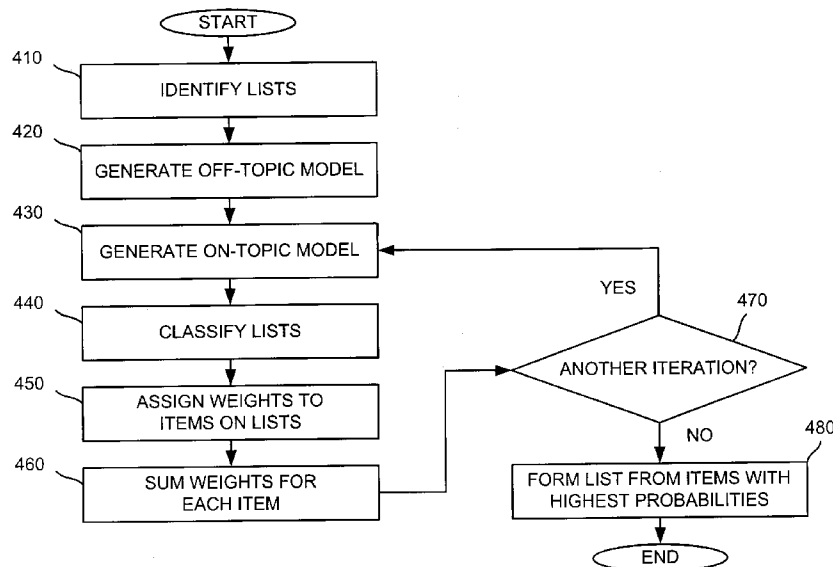 START
410
IDENTIFY LISTS
420
GENERATE OFF-TOPIC MODEL
430
GENERATE ON-TOPIC MODEL
440
CLASSIFY LISTS
450
ASSIGN WEIGHTS TO
ITEMS ON LISTS
460
SUM WEIGHTS FOR
EACH ITEM
YES
470
ANOTHER ITERATION?
NO
480
FORM LIST FROM ITEMS WITH
HIGHEST PROBABILITIES
END